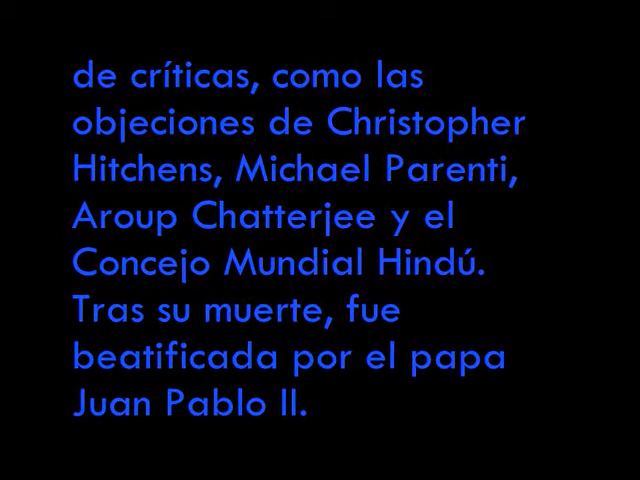 de críticas, como las
objeciones de Christopher
Hitchens, Michael Parenti,
Aroup Chatterjee y el
Concejo Mundial Hindú.
Tras su muerte, fue
beatificada por el papa
Juan Pablo II.